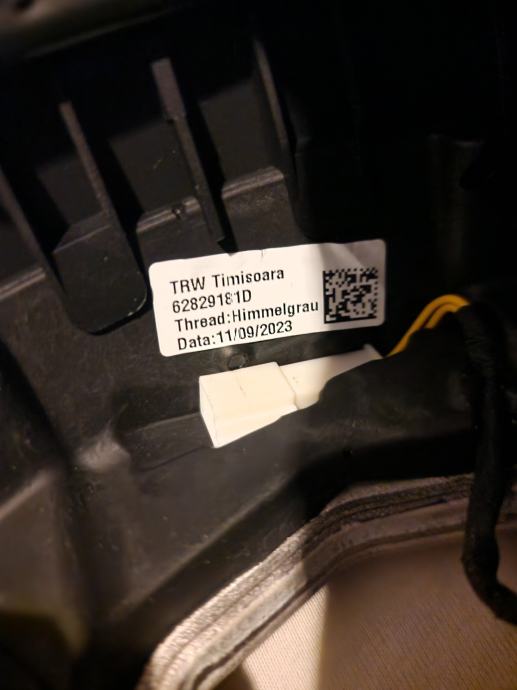 TRW Timisoara
62829181D
Thread:Himmelgrau
Data:11/09/2023